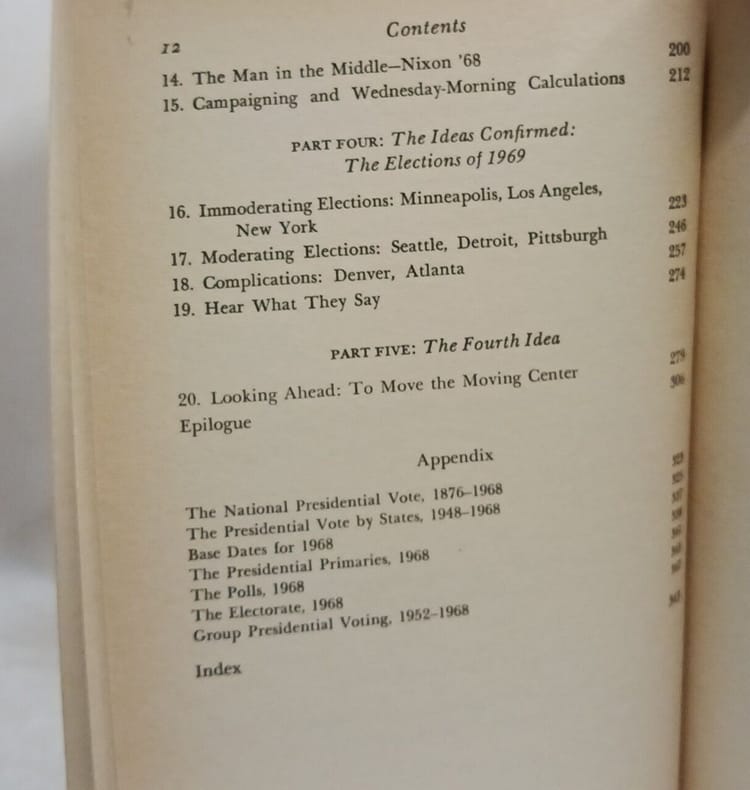 12
Contents
14. The Man in the Middle—Nixon '68 200
15. Campaigning and Wednesday-Morning Calculations 212
PART FOUR: The Ideas Confirmed:
The Elections of 1969
16. Immoderating Elections: Minneapolis, Los Angeles,
New York 223
17. Moderating Elections: Seattle, Detroit, Pittsburgh 246
18. Complications: Denver, Atlanta 257
19. Hear What They Say 274
PART FIVE: The Fourth Idea
20. Looking Ahead: To Move the Moving Center 279
Epilogue 306
Appendix
The National Presidential Vote, 1876–1968
The Presidential Vote by States, 1948–1968
Base Dates for 1968
The Presidential Primaries, 1968
The Polls, 1968
The Electorate, 1968
Group Presidential Voting, 1952–1968
Index